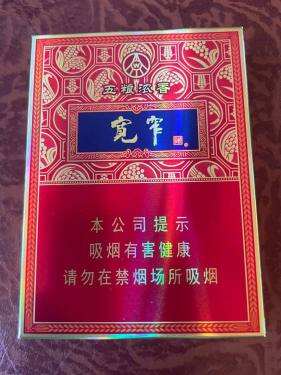 五粮浓香
宽窄
本公司提示
吸烟有害健康
请勿在禁烟场所吸烟